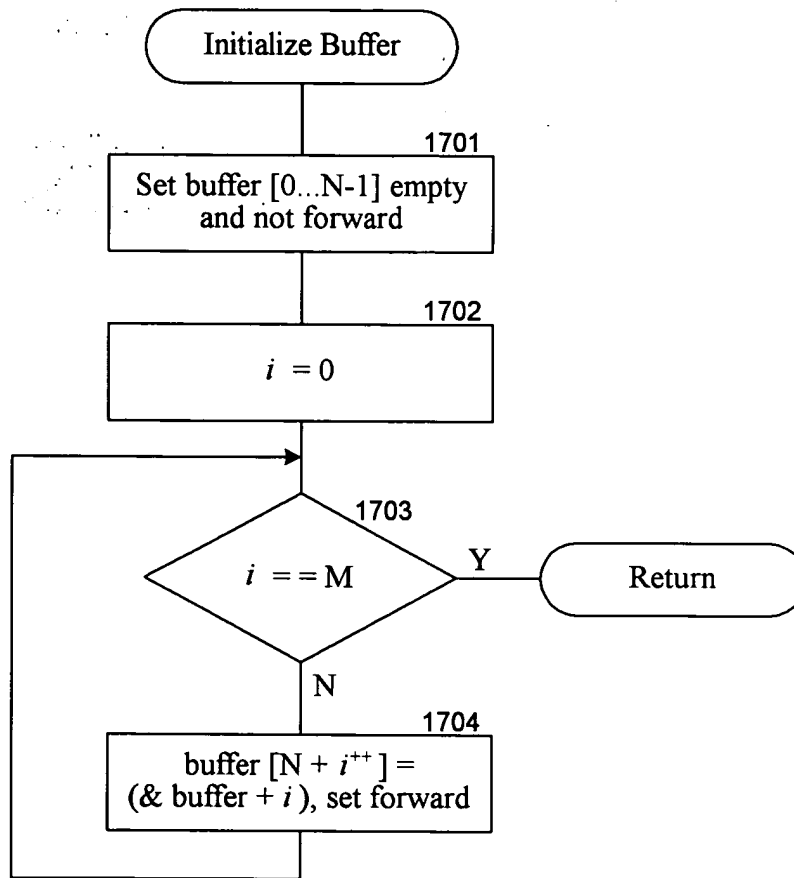 Initialize Buffer
1701
Set buffer [0...N-1] empty
and not forward
1702
i = 0
1703
i = = M
Y
Return
N
1704
buffer [N + i++] =
(& buffer + i ), set forward